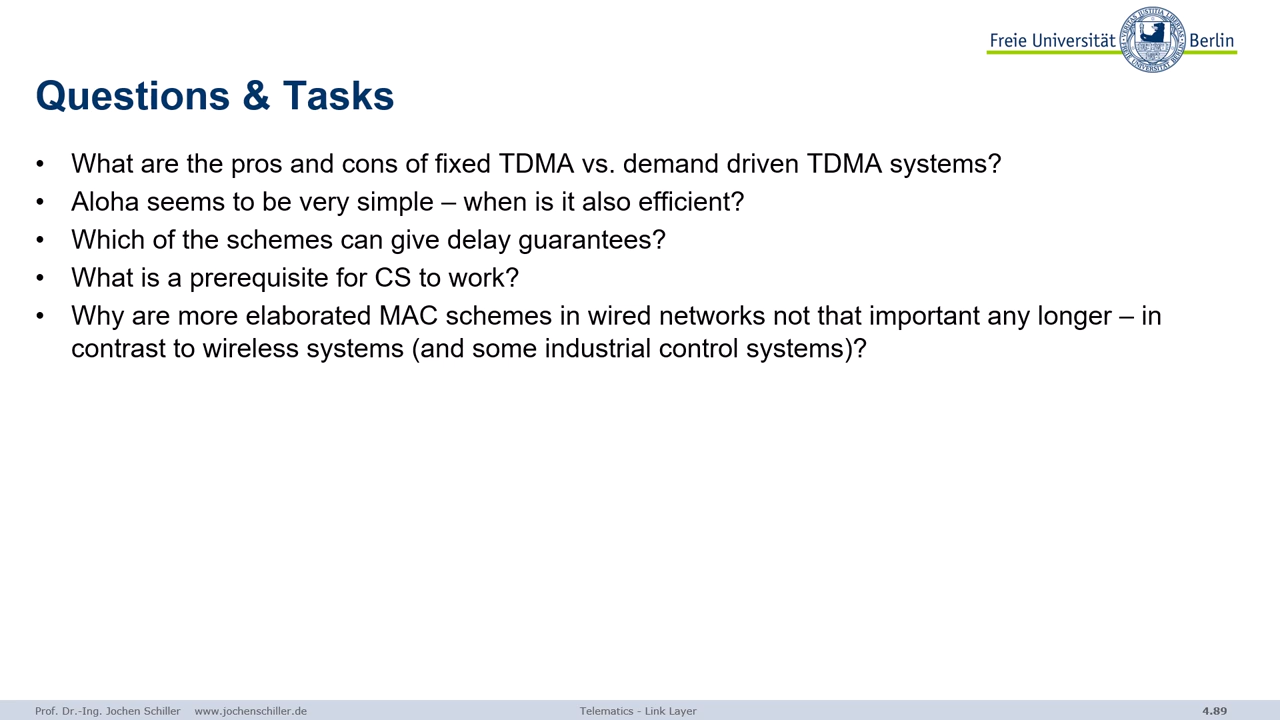 Freie Universität Berlin
Questions & Tasks
• What are the pros and cons of fixed TDMA vs. demand driven TDMA systems?
• Aloha seems to be very simple – when is it also efficient?
• Which of the schemes can give delay guarantees?
• What is a prerequisite for CS to work?
• Why are more elaborated MAC schemes in wired networks not that important any longer – in
contrast to wireless systems (and some industrial control systems)?
Prof. Dr.-Ing. Jochen Schiller www.jochenschiller.de Telematics - Link Layer 4.89